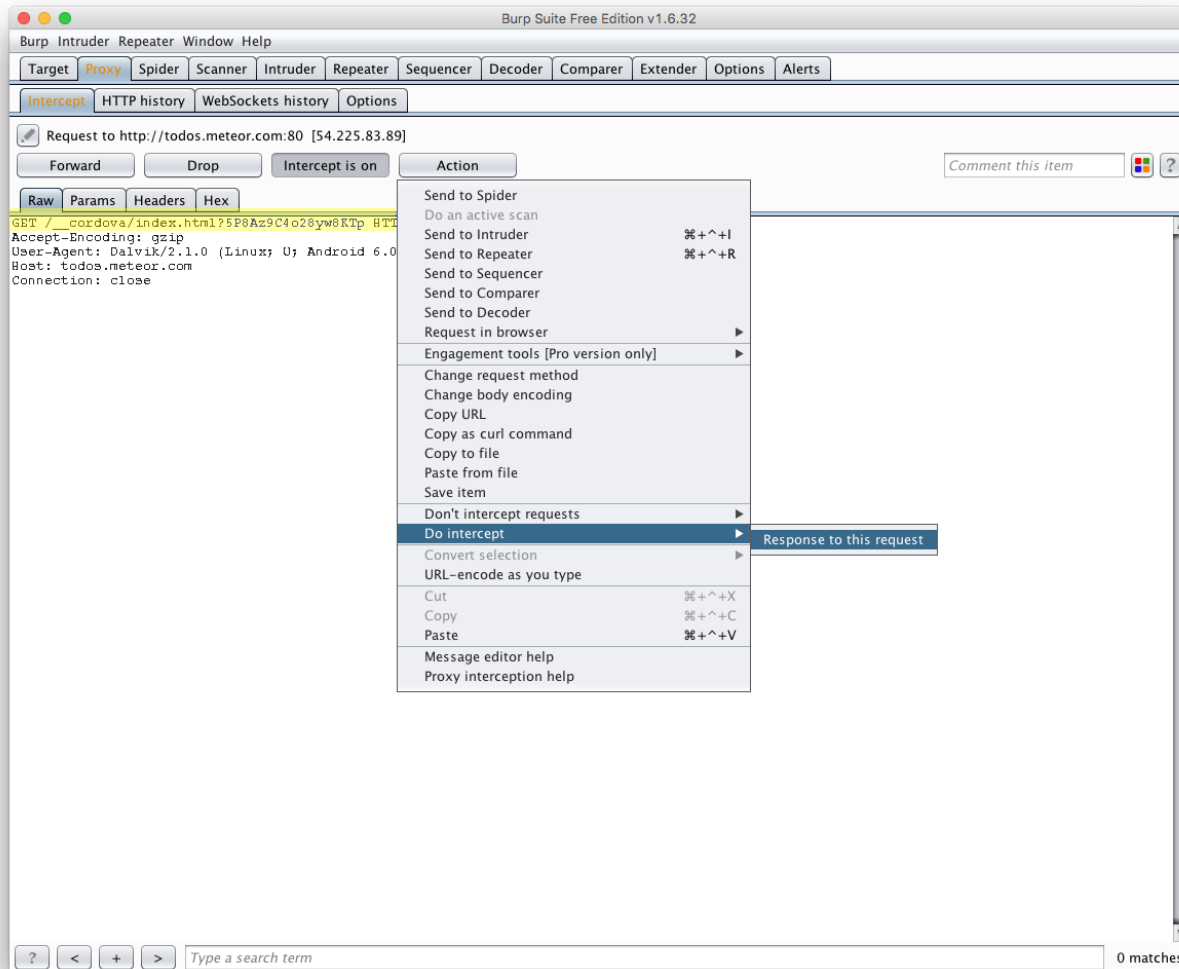 Burp Suite Free Edition v1.6.32
Burp Intruder Repeater Window Help
Target Proxy Spider Scanner Intruder Repeater Sequencer Decoder Comparer Extender Options Alerts
Intercept HTTP history WebSockets history Options
Request to http://todos.meteor.com:80 [54.225.83.89]
Forward Drop Intercept is on Action Comment this item ?
Raw Params Headers Hex
GET /__cordova/index.html?5P8Az9C4o28yw8KTp HTT
Accept-Encoding: gzip
User-Agent: Dalvik/2.1.0 (Linux; U; Android 6.0
Host: todos.meteor.com
Connection: close
Send to Spider
Do an active scan
Send to Intruder ⌘+^+I
Send to Repeater ⌘+^+R
Send to Sequencer
Send to Comparer
Send to Decoder
Request in browser
Engagement tools [Pro version only]
Change request method
Change body encoding
Copy URL
Copy as curl command
Copy to file
Paste from file
Save item
Don't intercept requests
Do intercept
Response to this request
Convert selection
URL-encode as you type
Cut ⌘+^+X
Copy ⌘+^+C
Paste ⌘+^+V
Message editor help
Proxy interception help
? < + > Type a search term 0 matches